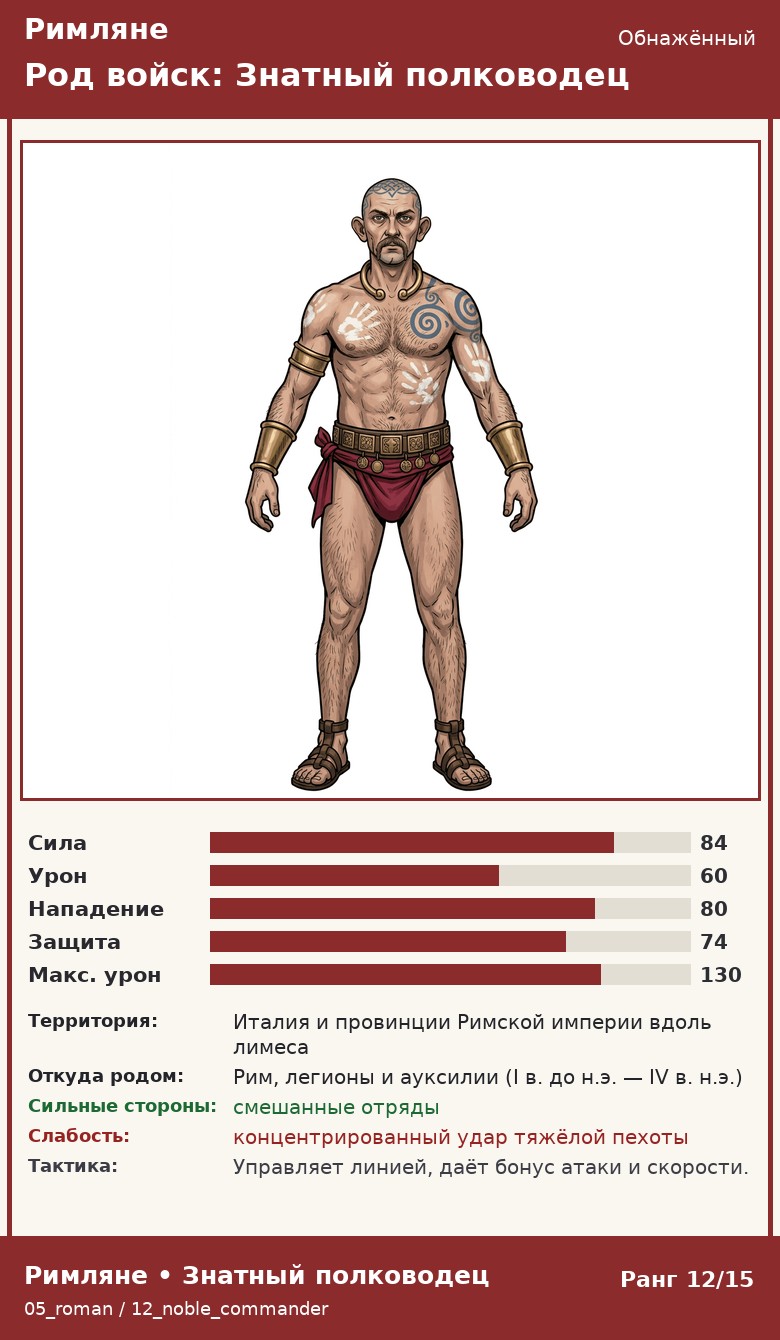 Римляне
Обнажённый
Род войск: Знатный полководец
Сила 84
Урон 60
Нападение 80
Защита 74
Макс. урон 130
Территория: Италия и провинции Римской империи вдоль
лимеса
Откуда родом: Рим, легионы и ауксилии (I в. до н.э. — IV в. н.э.)
Сильные стороны: смешанные отряды
Слабость: концентрированный удар тяжёлой пехоты
Тактика: Управляет линией, даёт бонус атаки и скорости.
Римляне • Знатный полководец
Ранг 12/15
05_roman / 12_noble_commander